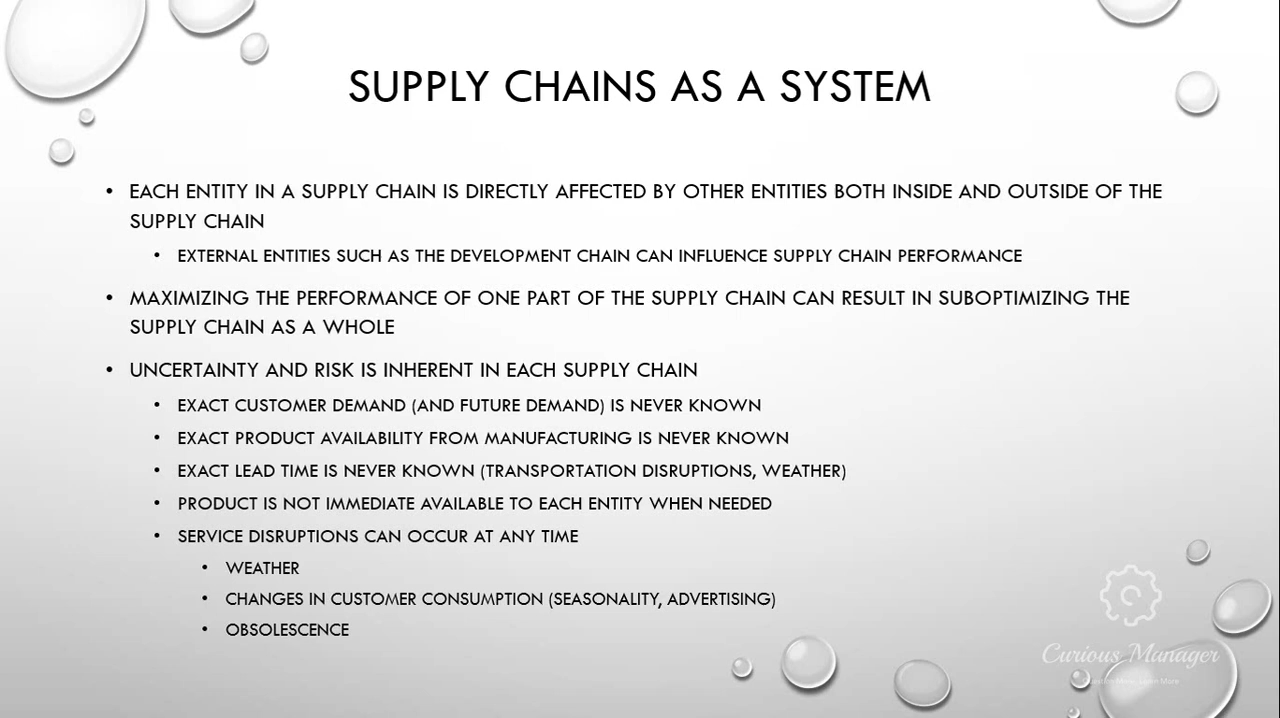 SUPPLY CHAINS AS A SYSTEM
• EACH ENTITY IN A SUPPLY CHAIN IS DIRECTLY AFFECTED BY OTHER ENTITIES BOTH INSIDE AND OUTSIDE OF THE
SUPPLY CHAIN
• EXTERNAL ENTITIES SUCH AS THE DEVELOPMENT CHAIN CAN INFLUENCE SUPPLY CHAIN PERFORMANCE
• MAXIMIZING THE PERFORMANCE OF ONE PART OF THE SUPPLY CHAIN CAN RESULT IN SUBOPTIMIZING THE
SUPPLY CHAIN AS A WHOLE
• UNCERTAINTY AND RISK IS INHERENT IN EACH SUPPLY CHAIN
• EXACT CUSTOMER DEMAND (AND FUTURE DEMAND) IS NEVER KNOWN
• EXACT PRODUCT AVAILABILITY FROM MANUFACTURING IS NEVER KNOWN
• EXACT LEAD TIME IS NEVER KNOWN (TRANSPORTATION DISRUPTIONS, WEATHER)
• PRODUCT IS NOT IMMEDIATE AVAILABLE TO EACH ENTITY WHEN NEEDED
• SERVICE DISRUPTIONS CAN OCCUR AT ANY TIME
• WEATHER
• CHANGES IN CUSTOMER CONSUMPTION (SEASONALITY, ADVERTISING)
• OBSOLESCENCE
Curious Manager
More